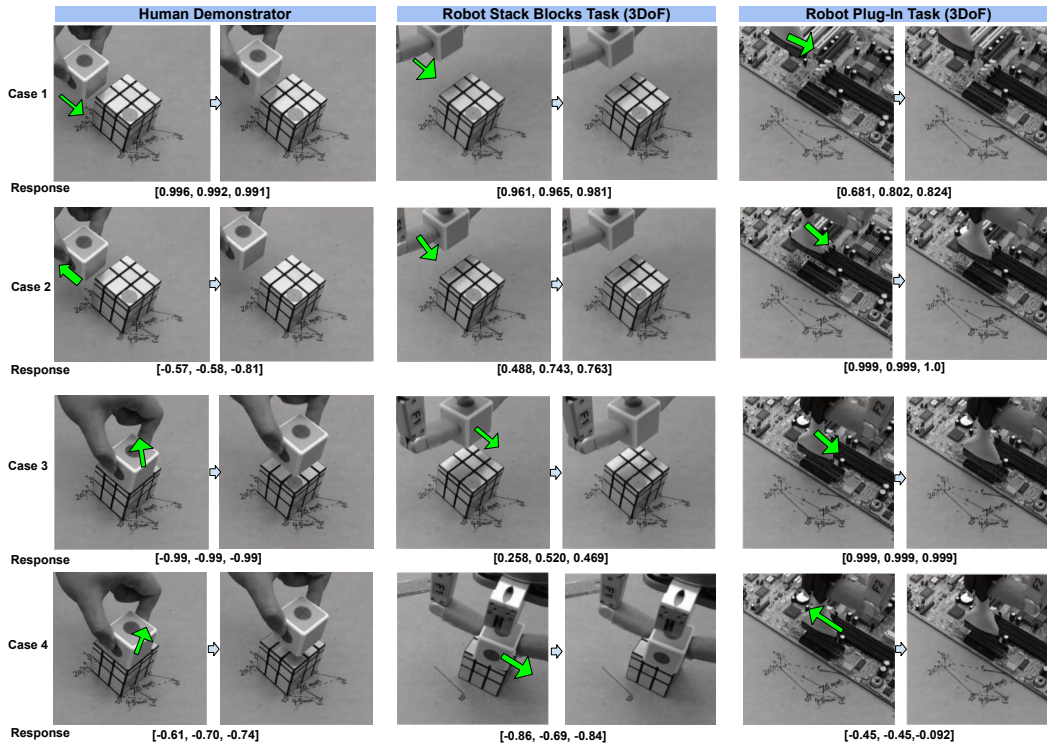 Human Demonstrator
Robot Stack Blocks Task (3DoF)
Robot Plug-In Task (3DoF)
Case 1
Response
[0.996, 0.992, 0.991]
[0.961, 0.965, 0.981]
[0.681, 0.802, 0.824]
Case 2
Response
[-0.57, -0.58, -0.81]
[0.488, 0.743, 0.763]
[0.999, 0.999, 1.0]
Case 3
F1
F2
Response
[-0.99, -0.99, -0.99]
[0.258, 0.520, 0.469]
[0.999, 0.999, 0.999]
Case 4
F2
Response
[-0.61, -0.70, -0.74]
[-0.86, -0.69, -0.84]
[-0.45, -0.45,-0.092]